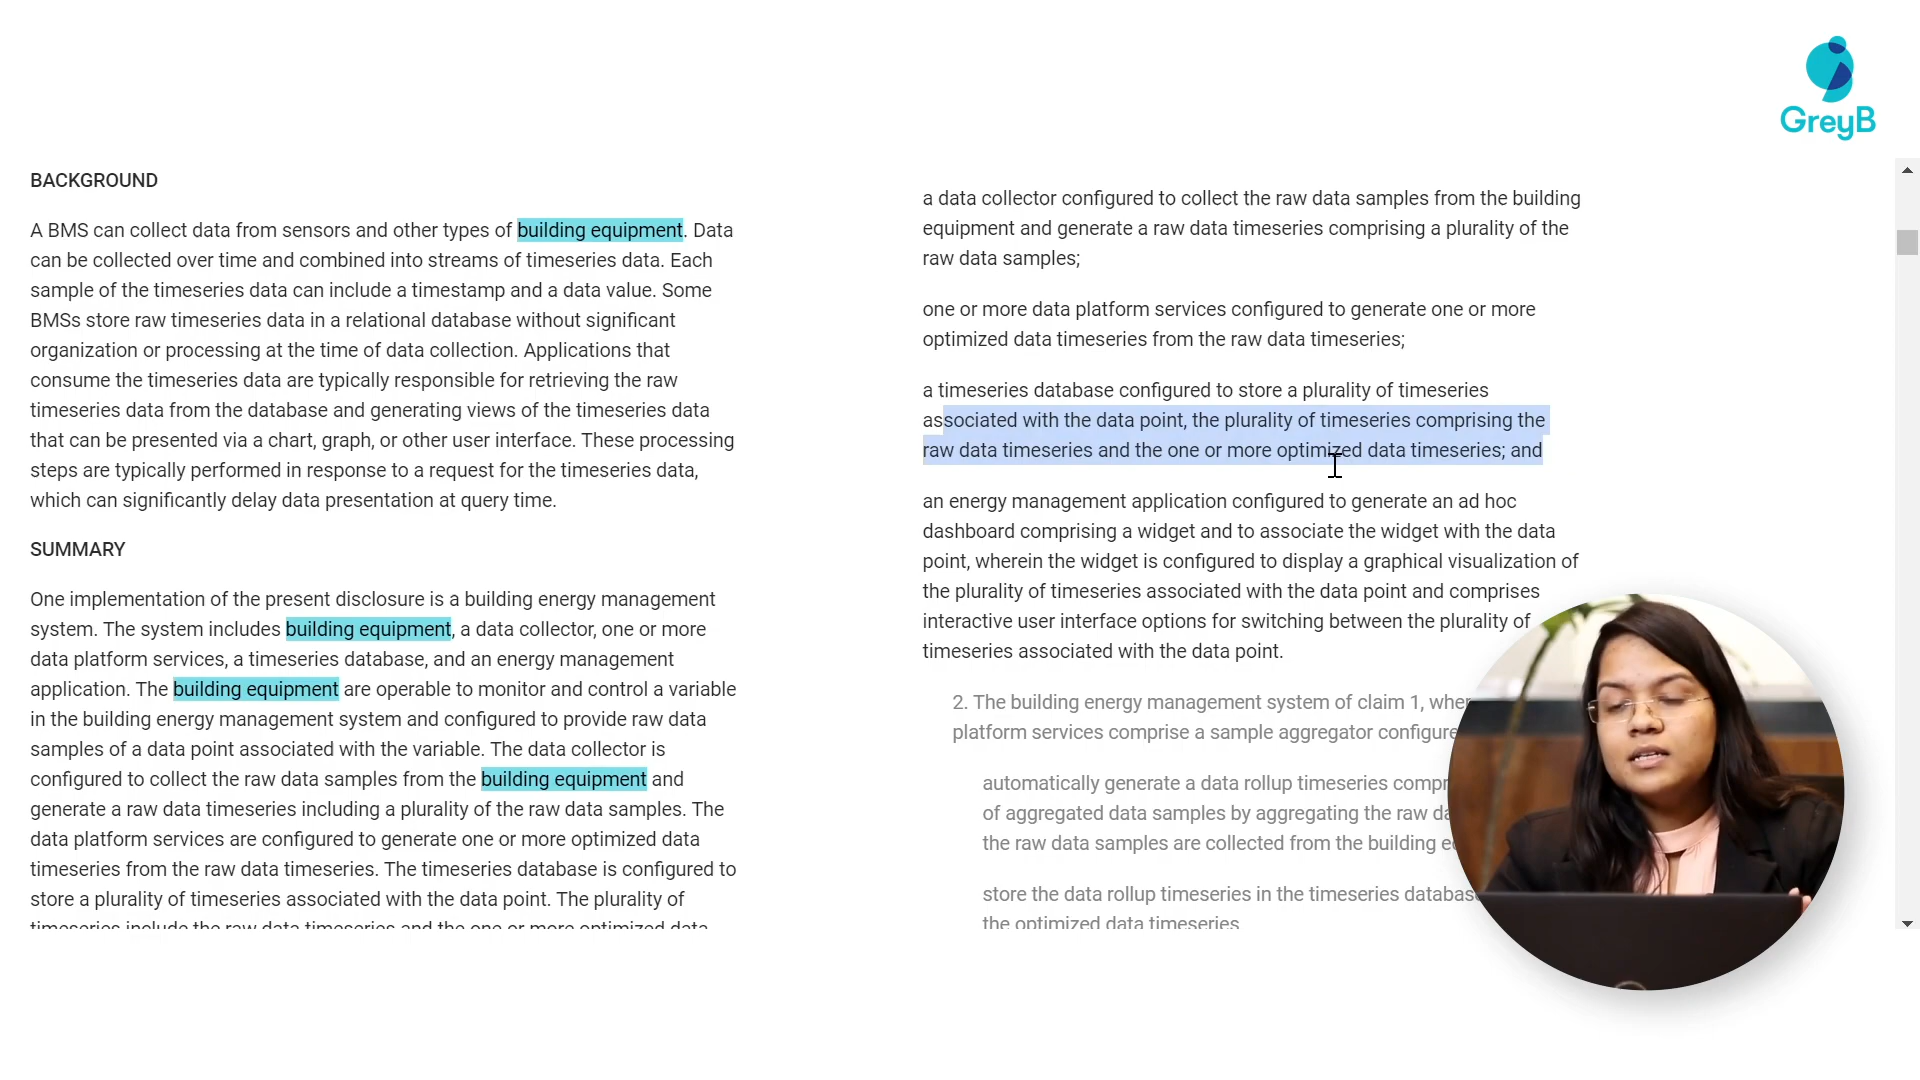 GreyB
BACKGROUND
A BMS can collect data from sensors and other types of building equipment. Data
can be collected over time and combined into streams of timeseries data. Each
sample of the timeseries data can include a timestamp and a data value. Some
BMSs store raw timeseries data in a relational database without significant
organization or processing at the time of data collection. Applications that
consume the timeseries data are typically responsible for retrieving the raw
timeseries data from the database and generating views of the timeseries data
that can be presented via a chart, graph, or other user interface. These processing
steps are typically performed in response to a request for the timeseries data,
which can significantly delay data presentation at query time.
SUMMARY
One implementation of the present disclosure is a building energy management
system. The system includes building equipment, a data collector, one or more
data platform services, a timeseries database, and an energy management
application. The building equipment are operable to monitor and control a variable
in the building energy management system and configured to provide raw data
samples of a data point associated with the variable. The data collector is
configured to collect the raw data samples from the building equipment and
generate a raw data timeseries including a plurality of the raw data samples. The
data platform services are configured to generate one or more optimized data
timeseries from the raw data timeseries. The timeseries database is configured to
store a plurality of timeseries associated with the data point. The plurality of
timeseries include the raw data timeseries and the one or more optimized data
a data collector configured to collect the raw data samples from the building
equipment and generate a raw data timeseries comprising a plurality of the
raw data samples;
one or more data platform services configured to generate one or more
optimized data timeseries from the raw data timeseries;
a timeseries database configured to store a plurality of timeseries
associated with the data point, the plurality of timeseries comprising the
raw data timeseries and the one or more optimized data timeseries; and
an energy management application configured to generate an ad hoc
dashboard comprising a widget and to associate the widget with the data
point, wherein the widget is configured to display a graphical visualization of
the plurality of timeseries associated with the data point and comprises
interactive user interface options for switching between the plurality of
timeseries associated with the data point.
2. The building energy management system of claim 1, wher
platform services comprise a sample aggregator configure
automatically generate a data rollup timeseries compr
of aggregated data samples by aggregating the raw da
the raw data samples are collected from the building e
store the data rollup timeseries in the timeseries databas
the optimized data timeseries